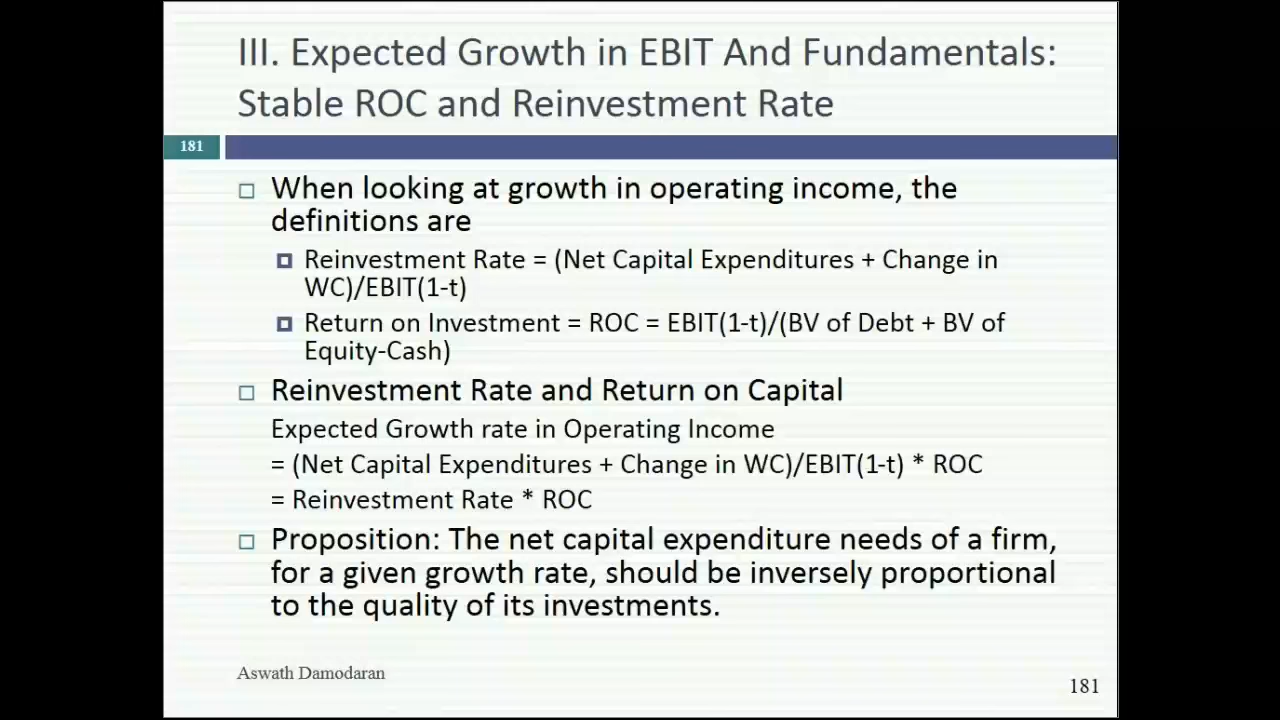 III. Expected Growth in EBIT And Fundamentals:
Stable ROC and Reinvestment Rate
181
When looking at growth in operating income, the
definitions are
Reinvestment Rate = (Net Capital Expenditures + Change in
WC)/EBIT(1-t)
Return on Investment = ROC = EBIT(1-t)/(BV of Debt + BV of
Equity-Cash)
Reinvestment Rate and Return on Capital
Expected Growth rate in Operating Income
= (Net Capital Expenditures + Change in WC)/EBIT(1-t) * ROC
= Reinvestment Rate * ROC
Proposition: The net capital expenditure needs of a firm,
for a given growth rate, should be inversely proportional
to the quality of its investments.
Aswath Damodaran
181